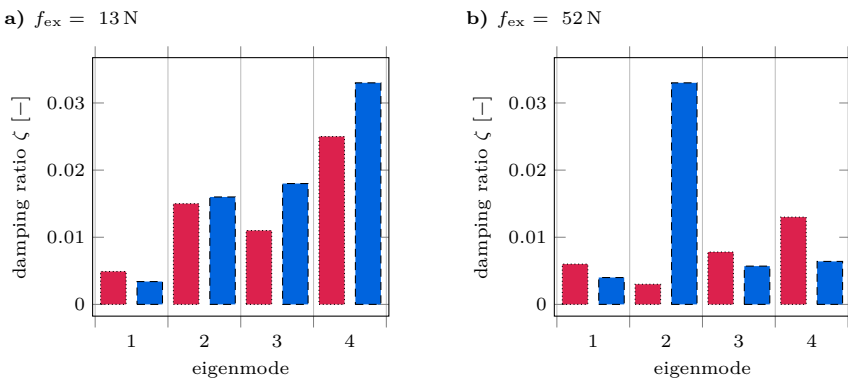 a) f_ex = 13 N
damping ratio ζ [−]
0.03
0.02
0.01
0
1 2 3 4
eigenmode
b) f_ex = 52 N
damping ratio ζ [−]
0.03
0.02
0.01
0
1 2 3 4
eigenmode